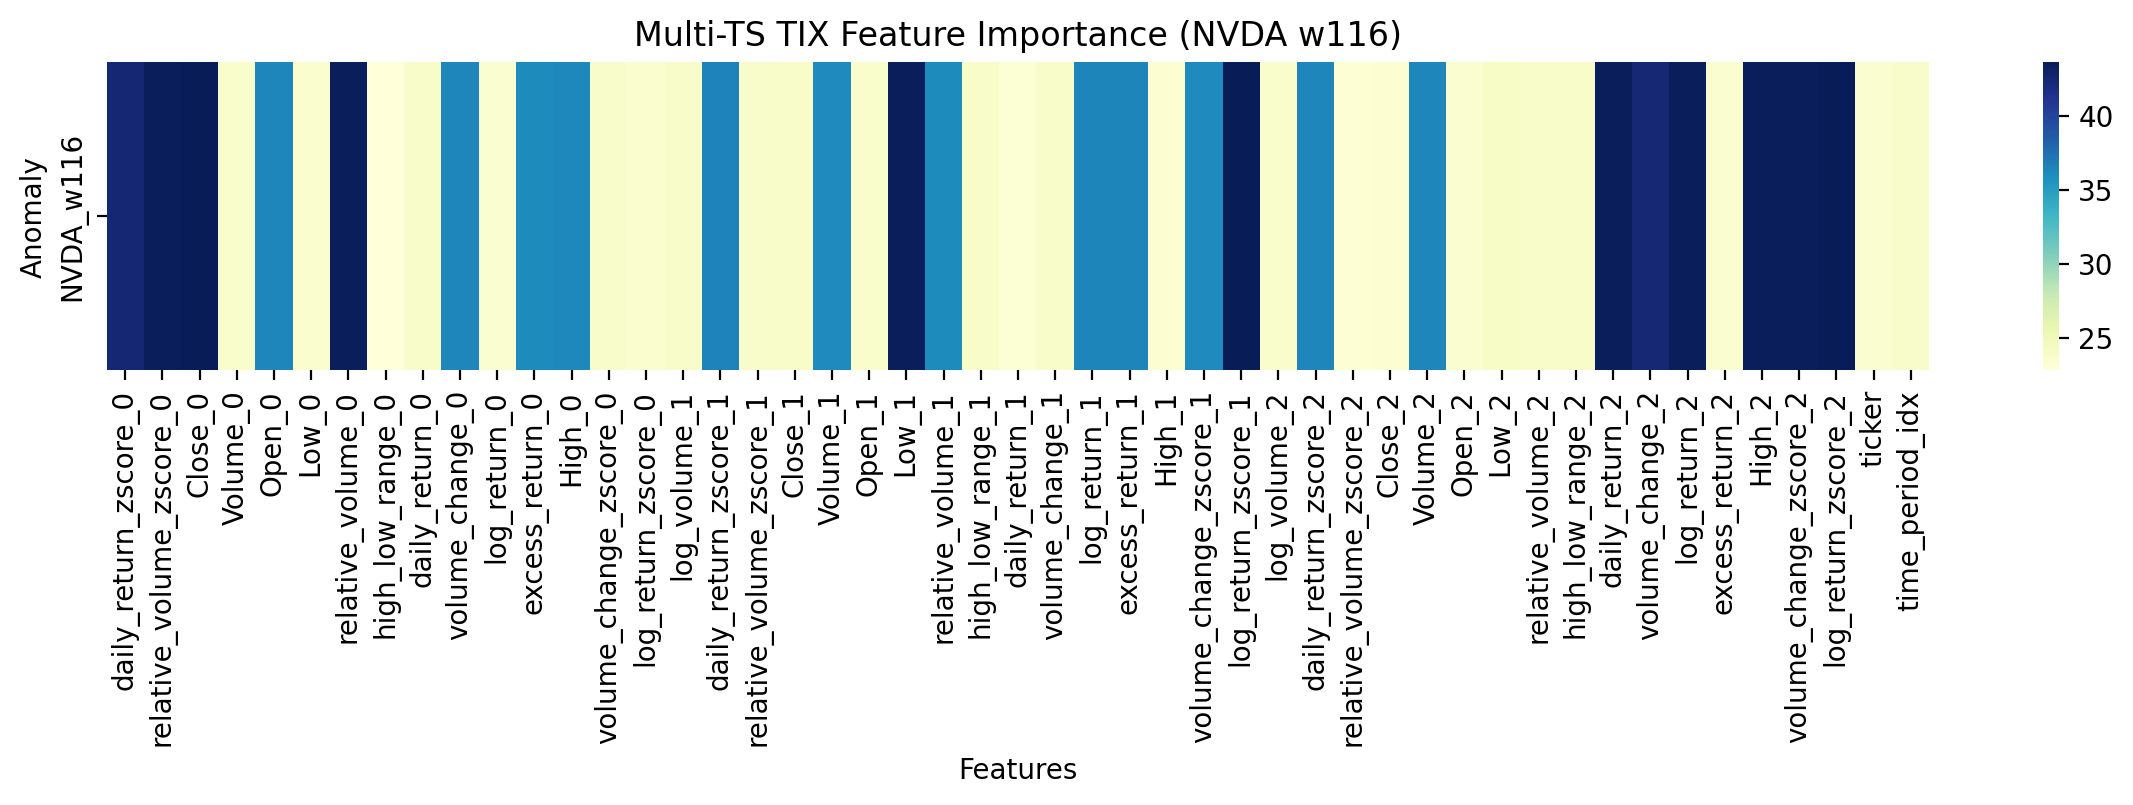 Multi-TS TIX Feature Importance (NVDA w116)
Anomaly
NVDA_w116
40
35
30
25
daily_return_zscore_0
relative_volume_zscore_0
Close_0
Volume_0
Open_0
Low_0
relative_volume_0
high_low_range_0
daily_return_0
volume_change_0
log_return_0
excess_return_0
High_0
volume_change_zscore_0
log_return_zscore_0
log_volume_1
daily_return_zscore_1
relative_volume_zscore_1
Close_1
Volume_1
Open_1
Low_1
relative_volume_1
high_low_range_1
daily_return_1
volume_change_1
log_return_1
excess_return_1
High_1
volume_change_zscore_1
log_return_zscore_1
log_volume_2
daily_return_zscore_2
relative_volume_zscore_2
Close_2
Volume_2
Open_2
Low_2
relative_volume_2
high_low_range_2
daily_return_2
volume_change_2
log_return_2
excess_return_2
High_2
volume_change_zscore_2
log_return_zscore_2
ticker
time_period_idx
Features